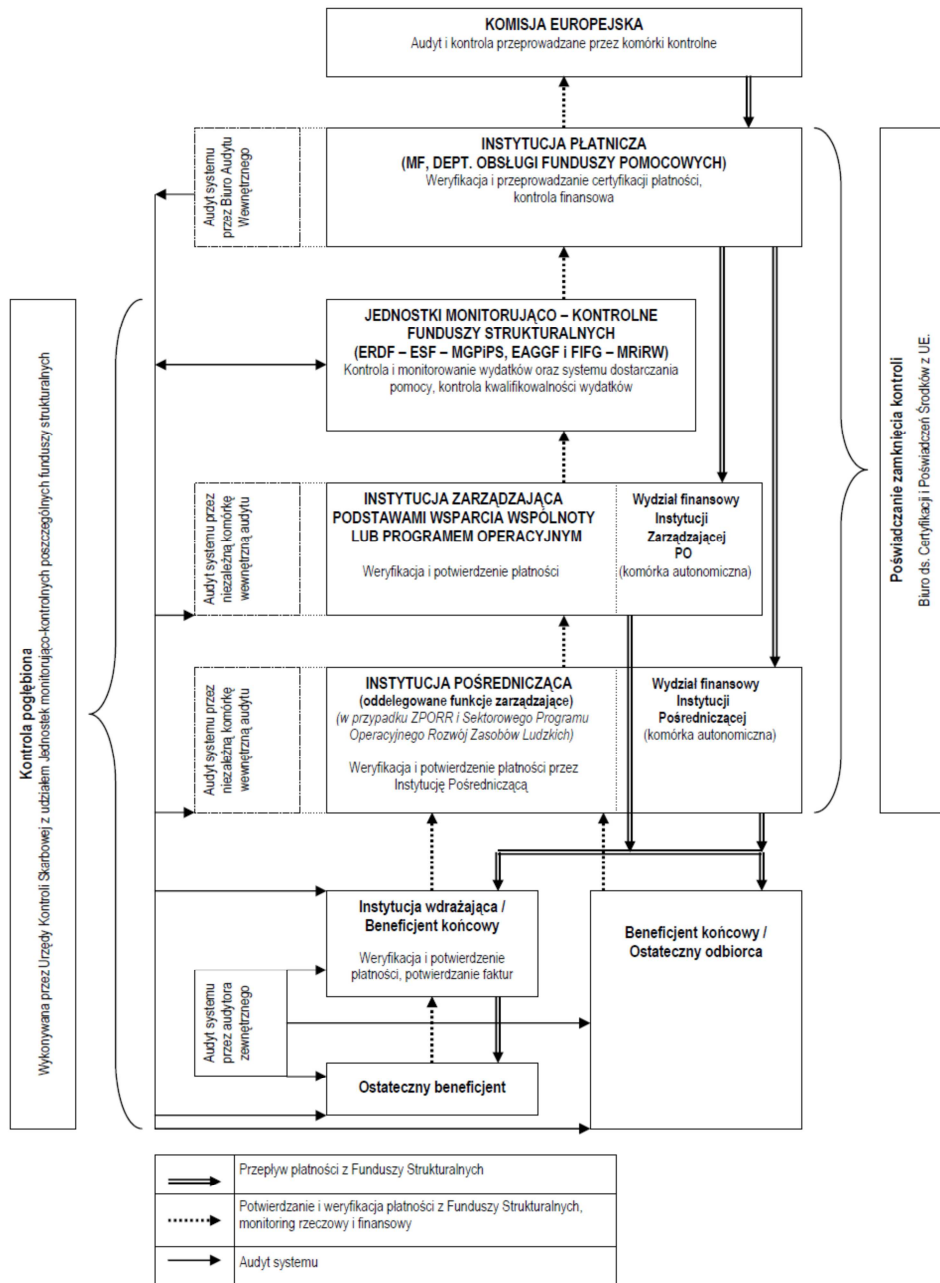 KOMISJA EUROPEJSKA
Audyt i kontrola przeprowadzane przez komórki kontrolne
Audyt systemu
przez Biuro Audytu
Wewnętrznego
INSTYTUCJA PŁATNICZA
(MF, DEPT. OBSŁUGI FUNDUSZY POMOCOWYCH)
Weryfikacja i przeprowadzanie certyfikacji płatności,
kontrola finansowa
JEDNOSTKI MONITORUJĄCO – KONTROLNE
FUNDUSZY STRUKTURALNYCH
(ERDF – ESF – MGPiPS, EAGGF i FIFG – MRiRW)
Kontrola i monitorowanie wydatków oraz systemu dostarczania
pomocy, kontrola kwalifikowalności wydatków
Kontrola pogłębiona
Wykonywana przez Urzędy Kontroli Skarbowej z udziałem Jednostek monitorująco-kontrolnych poszczególnych funduszy strukturalnych
Poświadczanie zamknięcia kontroli
Biuro ds. Certyfikacji i Poświadczeń Środków z UE.
Audyt systemu przez
niezależną komórkę
wewnętrzną audytu
INSTYTUCJA ZARZĄDZAJĄCA
PODSTAWAMI WSPARCIA WSPÓLNOTY
LUB PROGRAMEM OPERACYJNYM
Weryfikacja i potwierdzenie płatności
Wydział finansowy
Instytucji
Zarządzającej
PO
(komórka autonomiczna)
Audyt systemu przez
niezależną komórkę
wewnętrzną audytu
INSTYTUCJA POŚREDNICZĄCA
(oddelegowane funkcje zarządzające)
(w przypadku ZPORR i Sektorowego Programu
Operacyjnego Rozwój Zasobów Ludzkich)
Weryfikacja i potwierdzenie płatności przez
Instytucję Pośredniczącą
Wydział finansowy
Instytucji
Pośredniczącej
(komórka autonomiczna)
Instytucja wdrażająca /
Beneficjent końcowy
Weryfikacja i potwierdzenie
płatności, potwierdzanie faktur
Beneficjent końcowy /
Ostateczny odbiorca
Audyt systemu
przez audytora
zewnętrznego
Ostateczny beneficjent
Przepływ płatności z Funduszy Strukturalnych
Potwierdzanie i weryfikacja płatności z Funduszy Strukturalnych,
monitoring rzeczowy i finansowy
Audyt systemu